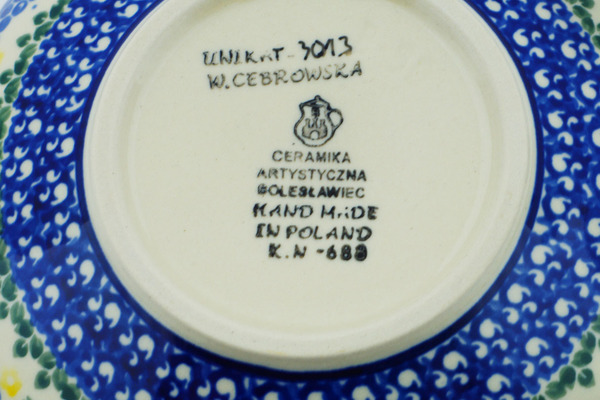 UNIKAT-3013
W.CEBROWSKA
CERAMIKA
ARTYSTYCZNA
BOLESŁAWIEC
HAND MADE
IN POLAND
K.N-688